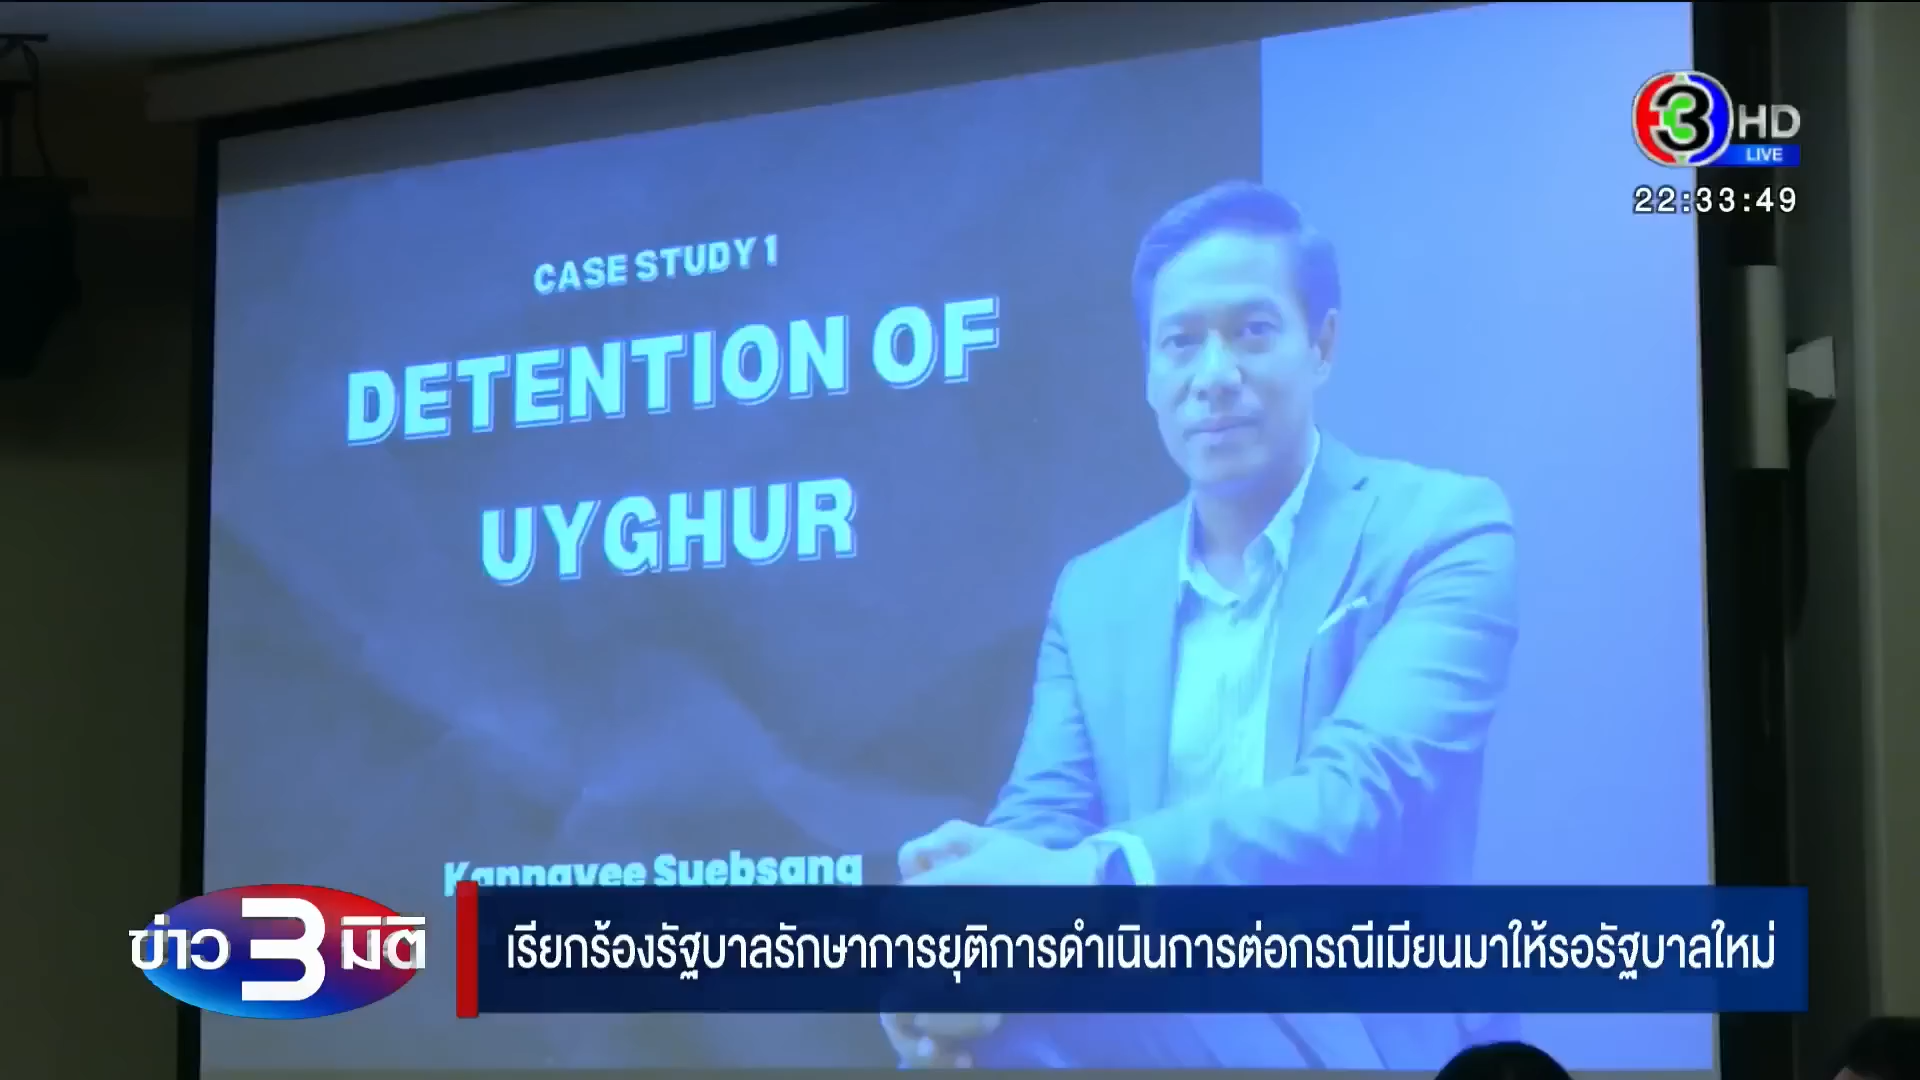 3 HD
LIVE
22:33:49
CASE STUDY 1
DETENTION OF
UYGHUR
Kannavee Suebsang
ข่าว 3 มิติ
เรียกร้องรัฐบาลรักษาการยุติการดำเนินการต่อกรณีเมียนมาให้รอรัฐบาลใหม่